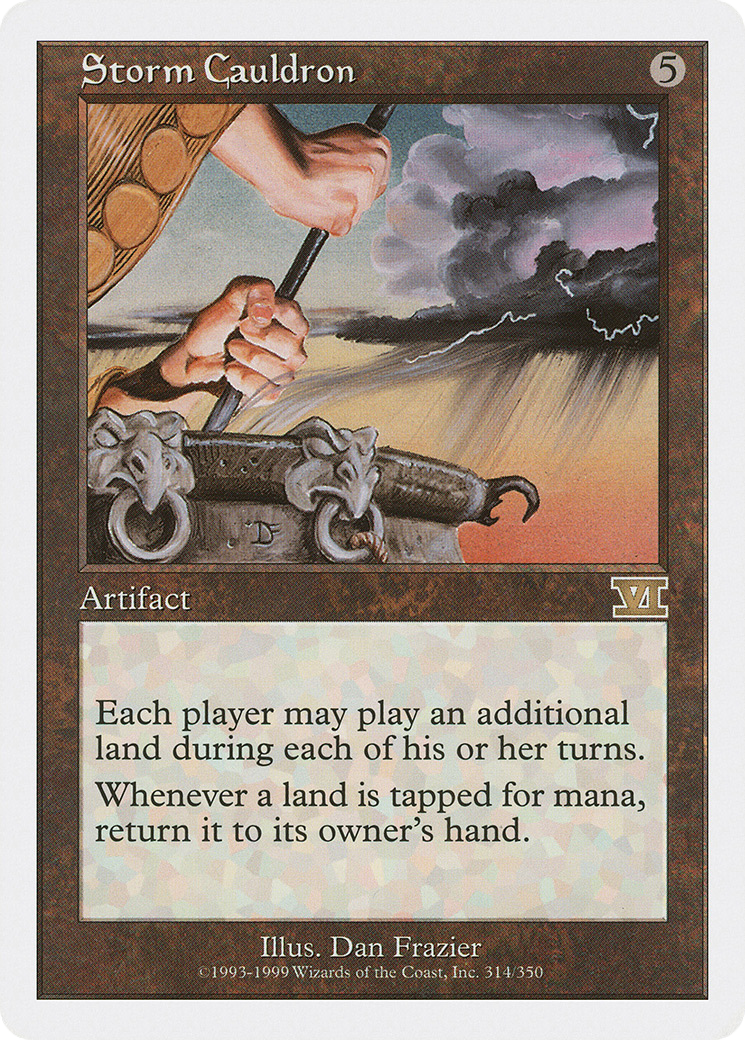 Storm Cauldron
5
DF
Artifact
VI
Each player may play an additional
land during each of his or her turns.
Whenever a land is tapped for mana,
return it to its owner's hand.
Illus. Dan Frazier
©1993-1999 Wizards of the Coast, Inc. 314/350